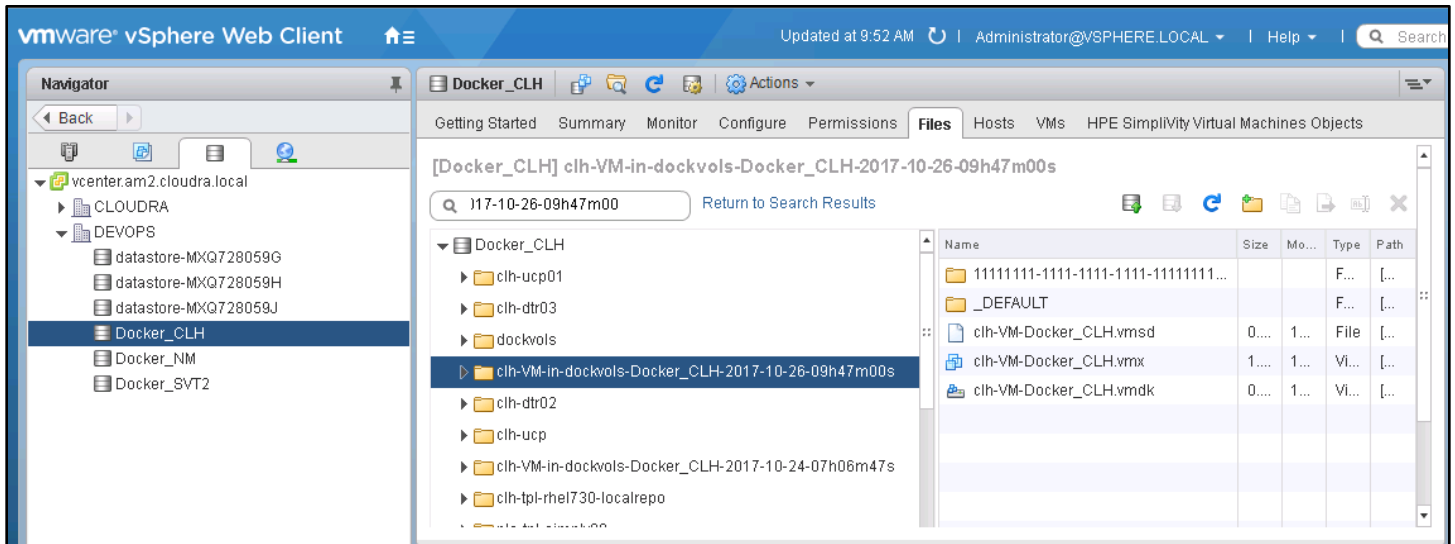 vmware® vSphere Web Client
Updated at 9:52 AM | Administrator@VSPHERE.LOCAL | Help | Search
Navigator
Back
vcenter.am2.cloudra.local
CLOUDRA
DEVOPS
datastore-MXQ728059G
datastore-MXQ728059H
datastore-MXQ728059J
Docker_CLH
Docker_NM
Docker_SVT2
Docker_CLH Actions
Getting Started Summary Monitor Configure Permissions Files Hosts VMs HPE SimpliVity Virtual Machines Objects
[Docker_CLH] clh-VM-in-dockvols-Docker_CLH-2017-10-26-09h47m00s
)17-10-26-09h47m00 Return to Search Results
Docker_CLH
clh-ucp01
clh-dtr03
dockvols
clh-VM-in-dockvols-Docker_CLH-2017-10-26-09h47m00s
clh-dtr02
clh-ucp
clh-VM-in-dockvols-Docker_CLH-2017-10-24-07h06m47s
clh-tpl-rhel730-localrepo
Name Size Mo... Type Path
11111111-1111-1111-1111-11111111... F... [...
_DEFAULT F... [...
clh-VM-Docker_CLH.vmsd 0.... 1... File [...
clh-VM-Docker_CLH.vmx 1.... 1... Vi... [...
clh-VM-Docker_CLH.vmdk 0.... 1... Vi... [...